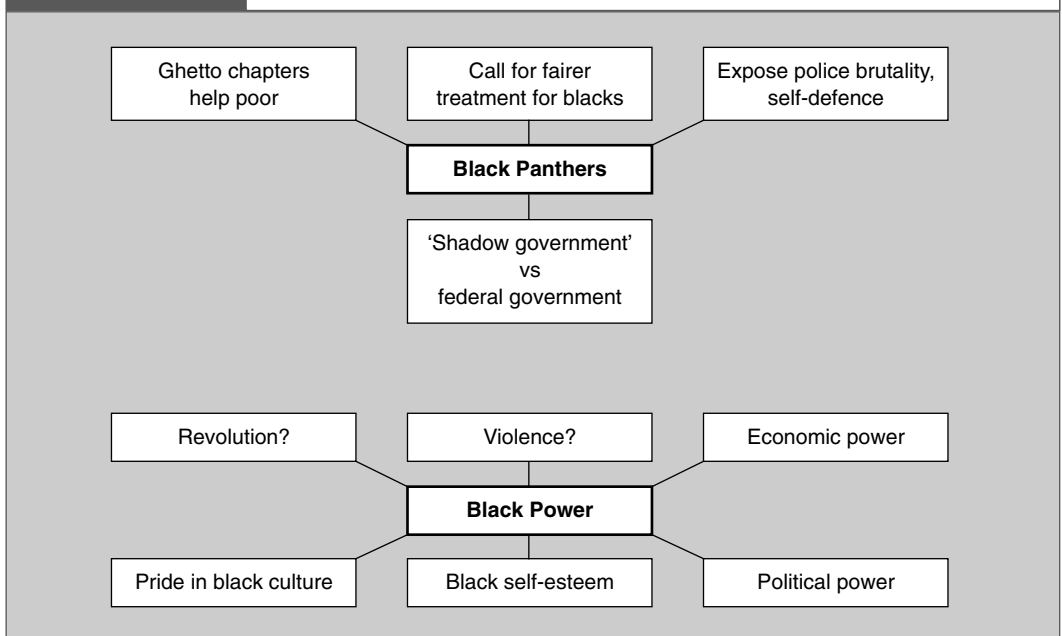 Ghetto chapters
help poor
Call for fairer
treatment for blacks
Expose police brutality,
self-defence
Black Panthers
‘Shadow government’
vs
federal government
Revolution?
Violence?
Economic power
Black Power
Pride in black culture
Black self-esteem
Political power